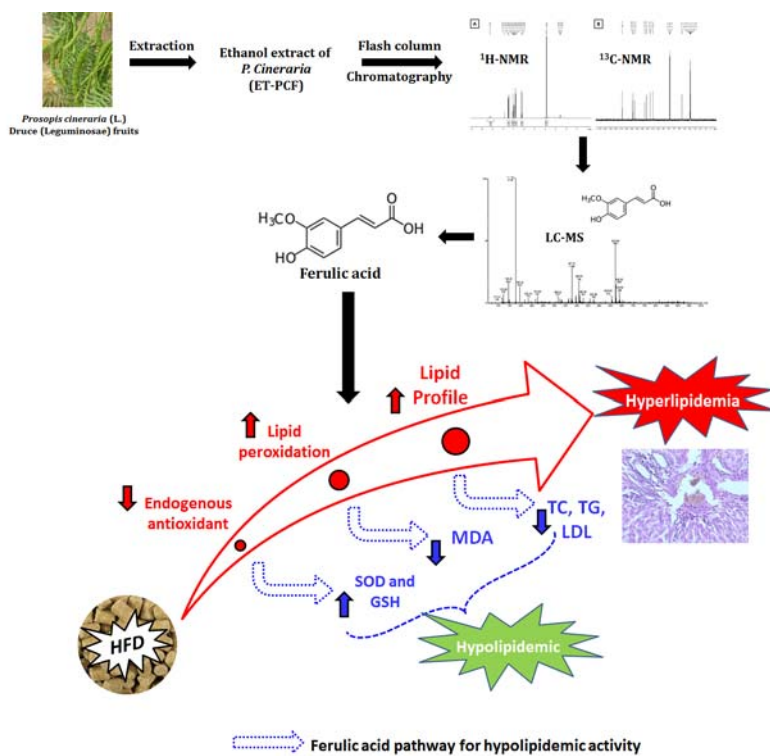 Extraction
Ethanol extract of
P. Cineraria
(ET-PCF)
Flash column
Chromatography
A
B
¹H-NMR
¹³C-NMR
Prosopis cineraria (L.)
Druce (Leguminosae) fruits
O
H₃CO
OH
HO
LC-MS
O
H₃CO
OH
HO
Ferulic acid
Lipid
Profile
Hyperlipidemia
Lipid
peroxidation
Endogenous
antioxidant
TC, TG,
LDL
MDA
SOD and
GSH
HFD
Hypolipidemic
Ferulic acid pathway for hypolipidemic activity